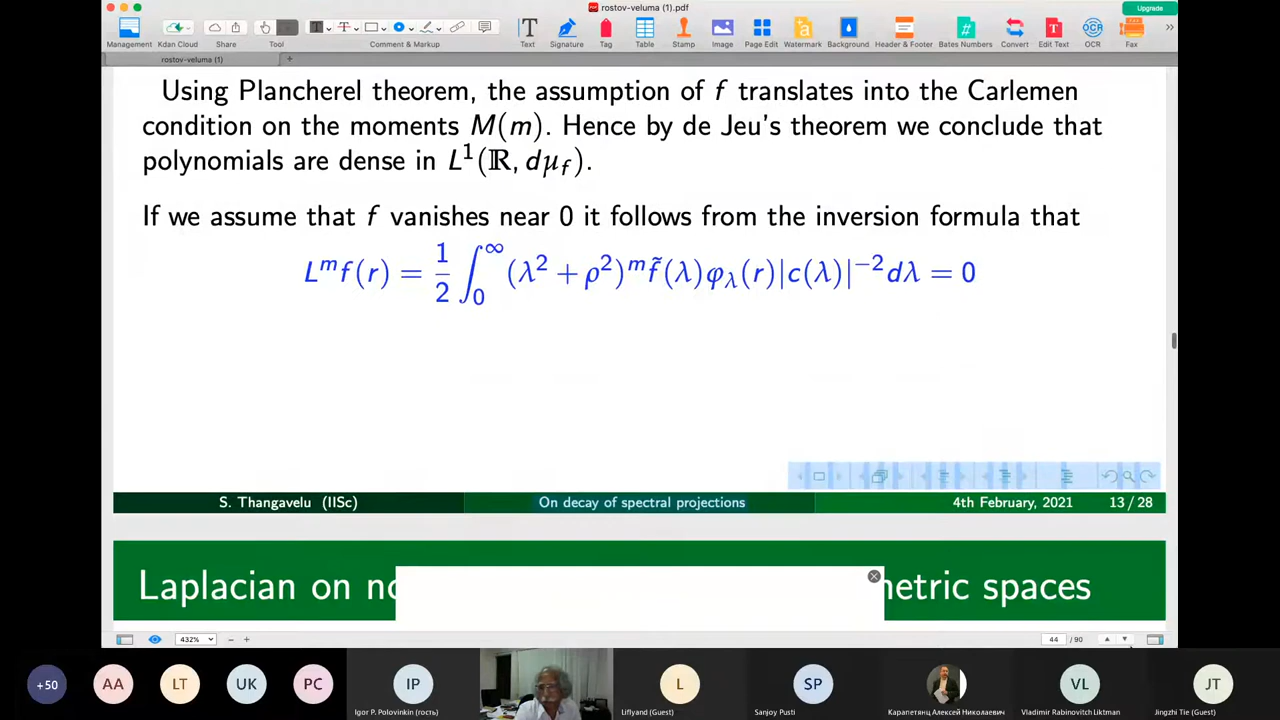 rostov-veluma (1).pdf
Upgrade
Management Kdan Cloud Share Tool Comment & Markup Text Signature Tag Table Stamp Image Page Edit Watermark Background Header & Footer Bates Numbers Convert Edit Text OCR Fax
rostov-veluma (1)
Using Plancherel theorem, the assumption of f translates into the Carlemen
condition on the moments M(m). Hence by de Jeu's theorem we conclude that
polynomials are dense in L¹(ℝ, dμ_f).
If we assume that f vanishes near 0 it follows from the inversion formula that
L^m f(r) = 1/2 ∫_0^∞ (λ² + ρ²)^m f̃(λ)φ_λ(r)|c(λ)|^{-2} dλ = 0
S. Thangavelu (IISc) On decay of spectral projections 4th February, 2021 13 / 28
Laplacian on metric spaces
432% 44 / 90
+50 AA LT UK PC IP L SP VL JT
Igor P. Polovinkin (гость) Liflyand (Guest) Sanjoy Pusti Карапетянц Алексей Николаевич Vladimir Rabinovitch Liktman Jingzhi Tie (Guest)